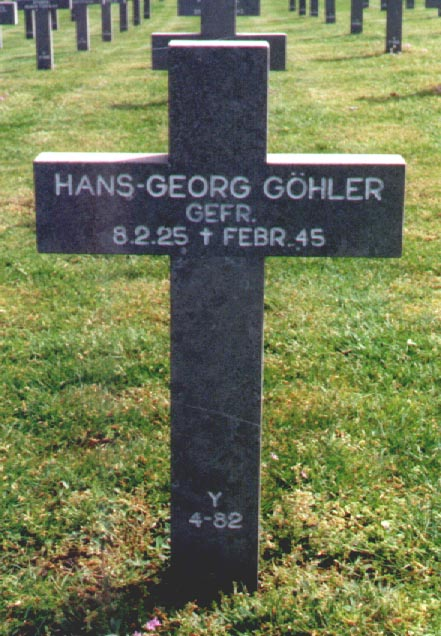 HANS-GEORG GÖHLER
GEFR.
8.2.25 † FEBR. 45
Y
4-82